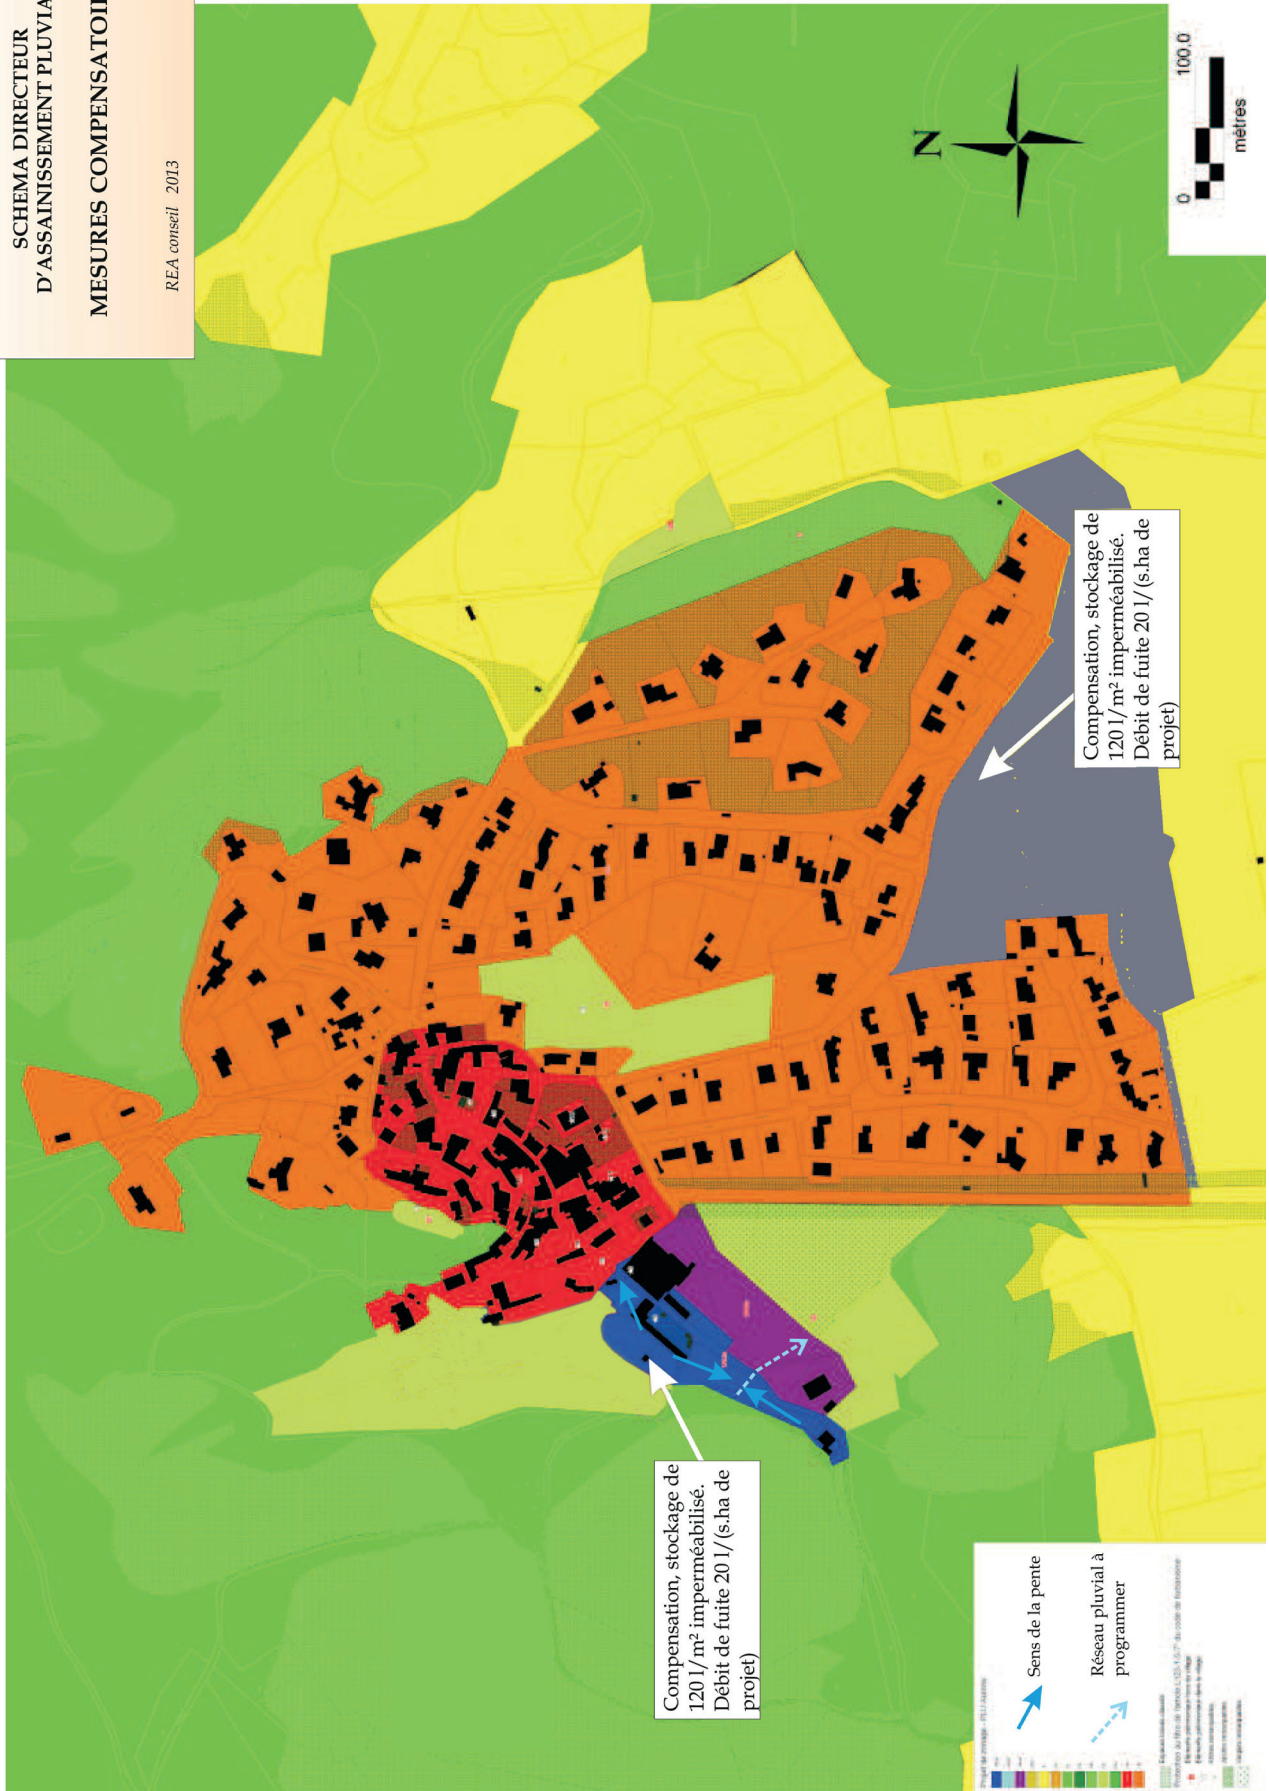 SCHEMA DIRECTEUR
D'ASSAINISSEMENT PLUVIA
MESURES COMPENSATOI
REA conseil 2013
N
0 100.0
mètres
Compensation, stockage de
120 l/m² imperméabilisé.
Débit de fuite 20 l/(s.ha de
projet)
Compensation, stockage de
120 l/m² imperméabilisé.
Débit de fuite 20 l/(s.ha de
projet)
Sens de la pente
Réseau pluvial à
programmer